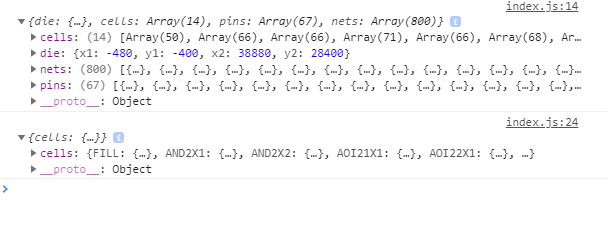 index.js:14
▼{die: {…}, cells: Array(14), pins: Array(67), nets: Array(800)} i
▶cells: (14) [Array(50), Array(66), Array(66), Array(71), Array(66), Array(68), Ar…
▶die: {x1: -480, y1: -400, x2: 38880, y2: 28400}
▶nets: (800) [{…}, {…}, {…}, {…}, {…}, {…}, {…}, {…}, {…}, {…}, {…}, {…}, {…}, {…}…
▶pins: (67) [{…}, {…}, {…}, {…}, {…}, {…}, {…}, {…}, {…}, {…}, {…}, {…}, {…}, {…},…
▶__proto__: Object
index.js:24
▼{cells: {…}} i
▶cells: {FILL: {…}, AND2X1: {…}, AND2X2: {…}, AOI21X1: {…}, AOI22X1: {…}, …}
▶__proto__: Object
>